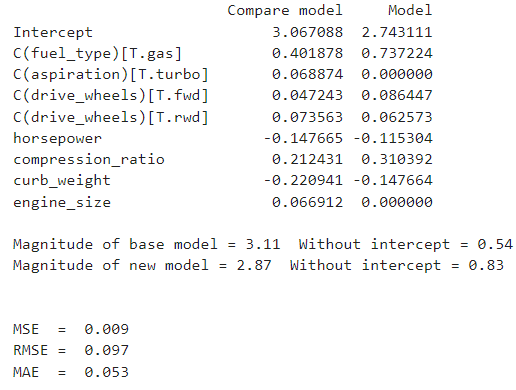 Compare model Model
Intercept 3.067088 2.743111
C(fuel_type)[T.gas] 0.401878 0.737224
C(aspiration)[T.turbo] 0.068874 0.000000
C(drive_wheels)[T.fwd] 0.047243 0.086447
C(drive_wheels)[T.rwd] 0.073563 0.062573
horsepower -0.147665 -0.115304
compression_ratio 0.212431 0.310392
curb_weight -0.220941 -0.147664
engine_size 0.066912 0.000000
Magnitude of base model = 3.11 Without intercept = 0.54
Magnitude of new model = 2.87 Without intercept = 0.83
MSE = 0.009
RMSE = 0.097
MAE = 0.053